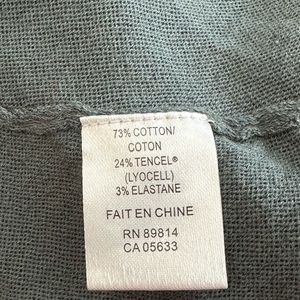 73% COTTON/
COTON
24% TENCEL®
(LYOCELL)
3% ELASTANE
FAIT EN CHINE
RN 89814
CA 05633